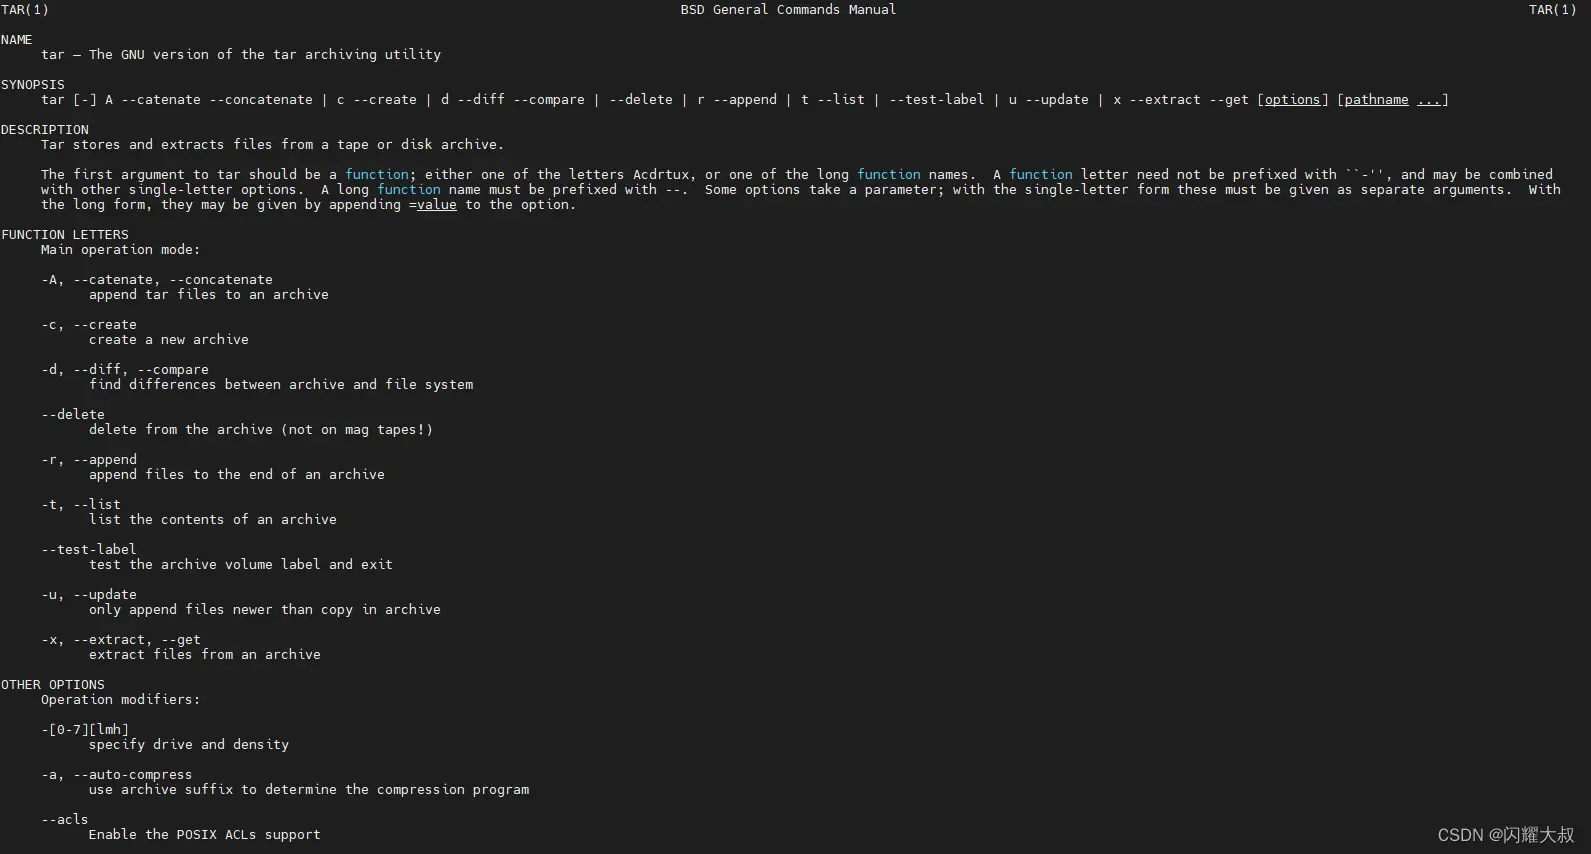 TAR(1) BSD General Commands Manual TAR(1)
NAME
tar — The GNU version of the tar archiving utility
SYNOPSIS
tar [-] A --catenate --concatenate | c --create | d --diff --compare | --delete | r --append | t --list | --test-label | u --update | x --extract --get [options] [pathname ...]
DESCRIPTION
Tar stores and extracts files from a tape or disk archive.
The first argument to tar should be a function; either one of the letters Acdrtux, or one of the long function names. A function letter need not be prefixed with ``-'', and may be combined
with other single-letter options. A long function name must be prefixed with --. Some options take a parameter; with the single-letter form these must be given as separate arguments. With
the long form, they may be given by appending =value to the option.
FUNCTION LETTERS
Main operation mode:
-A, --catenate, --concatenate
append tar files to an archive
-c, --create
create a new archive
-d, --diff, --compare
find differences between archive and file system
--delete
delete from the archive (not on mag tapes!)
-r, --append
append files to the end of an archive
-t, --list
list the contents of an archive
--test-label
test the archive volume label and exit
-u, --update
only append files newer than copy in archive
-x, --extract, --get
extract files from an archive
OTHER OPTIONS
Operation modifiers:
-[0-7][lmh]
specify drive and density
-a, --auto-compress
use archive suffix to determine the compression program
--acls
Enable the POSIX ACLs support
CSDN @闪耀大叔